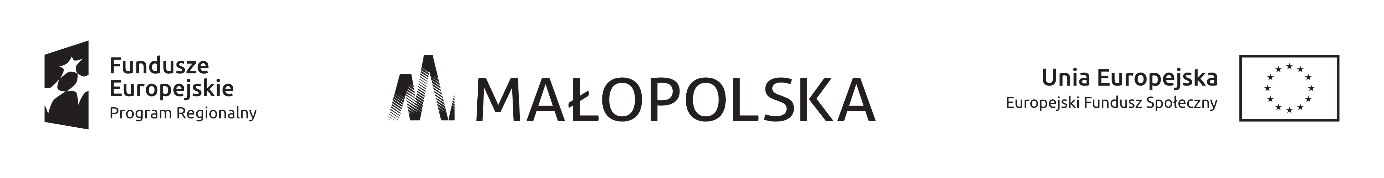 Fundusze
Europejskie
Program Regionalny
MAŁOPOLSKA
Unia Europejska
Europejski Fundusz Społeczny